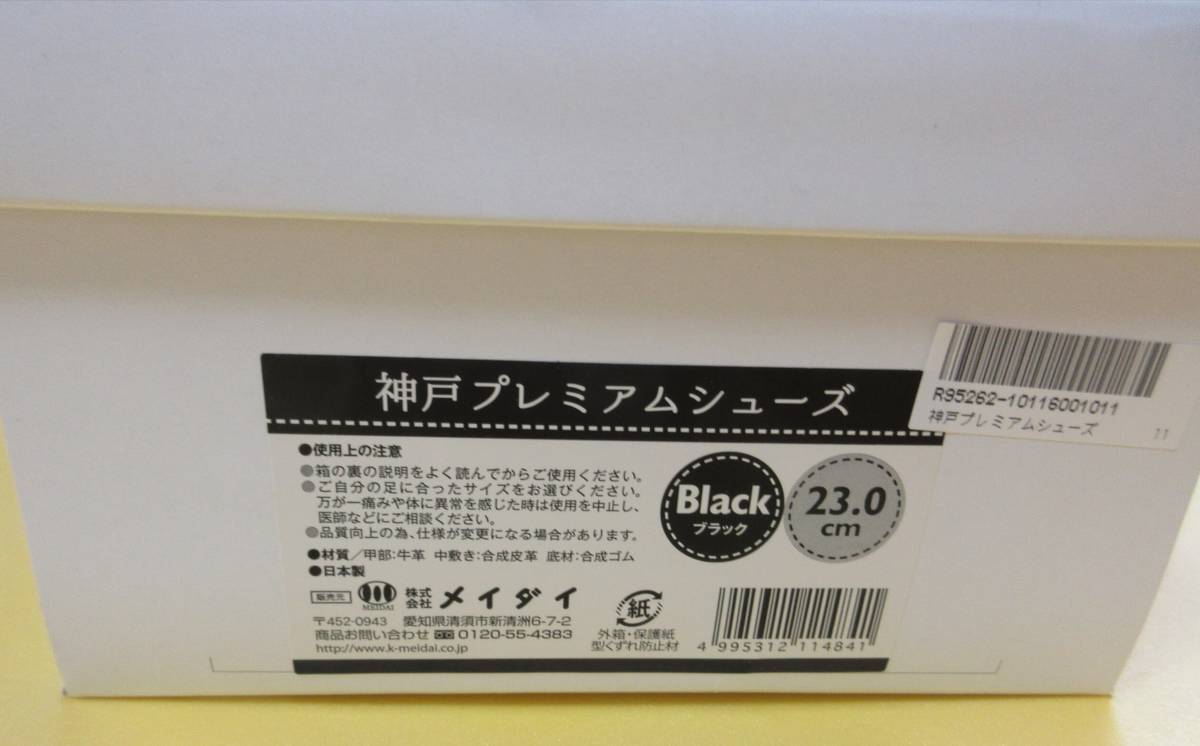 神戸プレミアムシューズ
R95262-10116001011
神戸プレミアムシューズ
11
●使用上の注意
●箱の裏の説明をよく読んでからご使用ください。
●ご自分の足に合ったサイズをお選びください。
万が一痛みや体に異常を感じた時は使用を中止し、
医師などにご相談ください。
●品質向上の為、仕様が変更になる場合があります。
●材質／甲部:牛革 中敷き:合成皮革 底材:合成ゴム
●日本製
Black
ブラック
23.0
cm
販売元 MEIDAI 株式会社 メイダイ
〒452-0943 愛知県清須市新清洲6-7-2
商品お問い合わせ 0120-55-4383
http://www.k-meidai.co.jp
紙
外箱・保護紙
型くずれ防止材
4 995312 114841